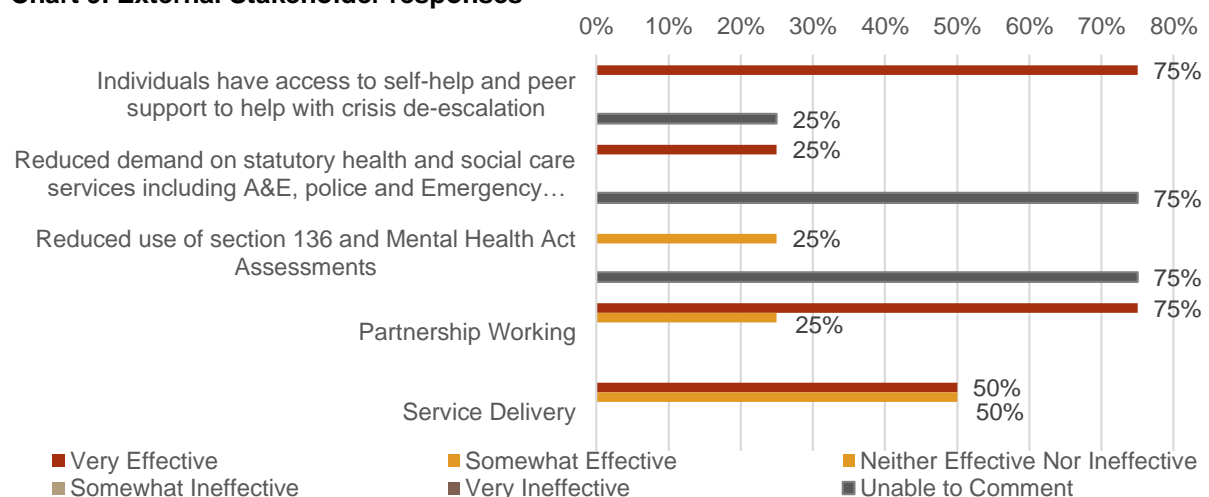 Chart External Stakeholder responses
0% 10% 20% 30% 40% 50% 60% 70% 80%
Individuals have access to self-help and peer
support to help with crisis de-escalation
75%
25%
Reduced demand on statutory health and social care
services including A&E, police and Emergency…
25%
75%
Reduced use of section 136 and Mental Health Act
Assessments
25%
75%
Partnership Working
75%
25%
Service Delivery
50%
50%
Very Effective
Somewhat Effective
Neither Effective Nor Ineffective
Somewhat Ineffective
Very Ineffective
Unable to Comment